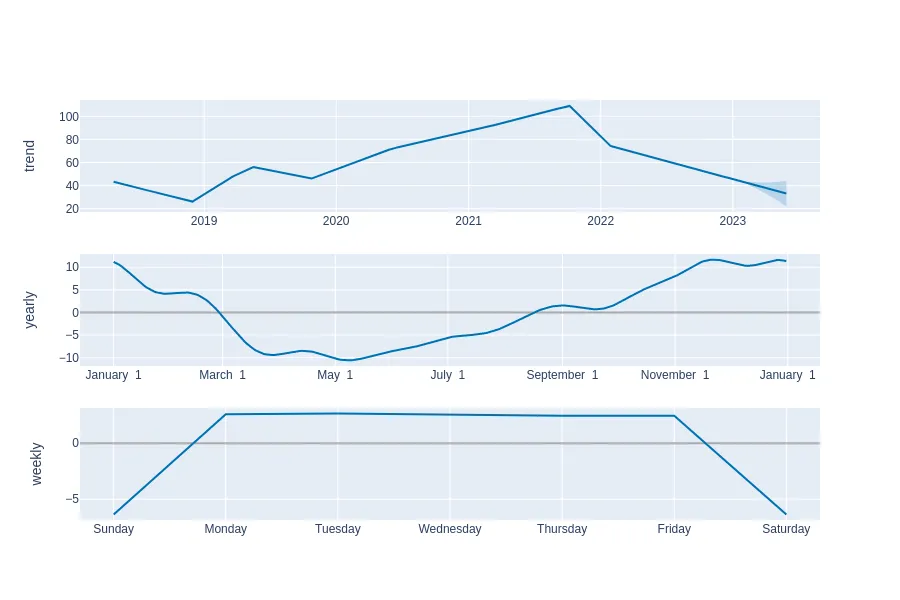 trend
100
80
60
40
20
2019 2020 2021 2022 2023
yearly
10
5
0
−5
−10
January 1 March 1 May 1 July 1 September 1 November 1 January 1
weekly
0
−5
Sunday Monday Tuesday Wednesday Thursday Friday Saturday